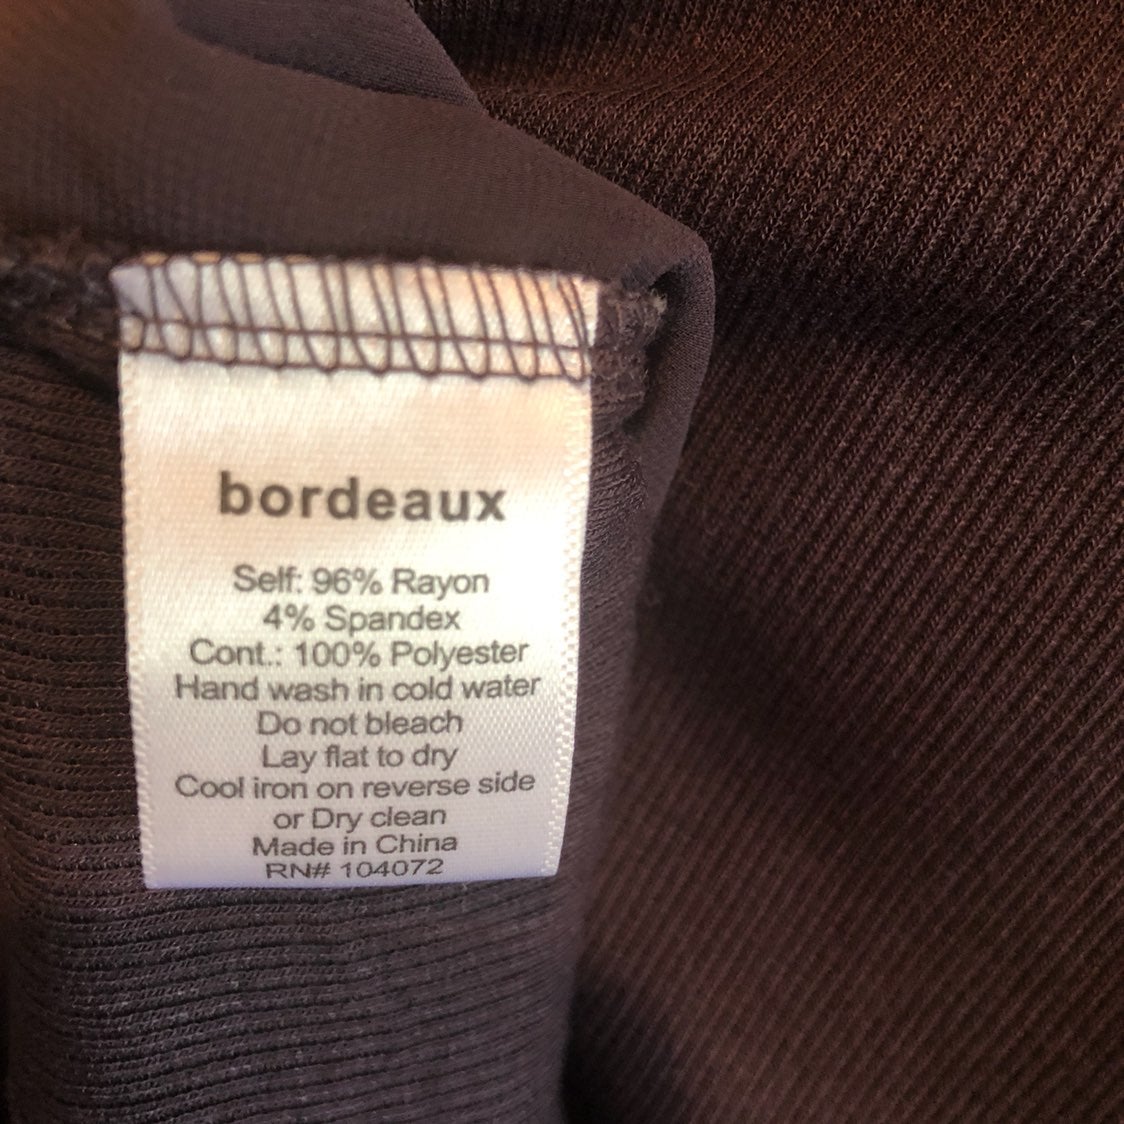 bordeaux
Self: 96% Rayon
4% Spandex
Cont.: 100% Polyester
Hand wash in cold water
Do not bleach
Lay flat to dry
Cool iron on reverse side
or Dry clean
Made in China
RN# 104072